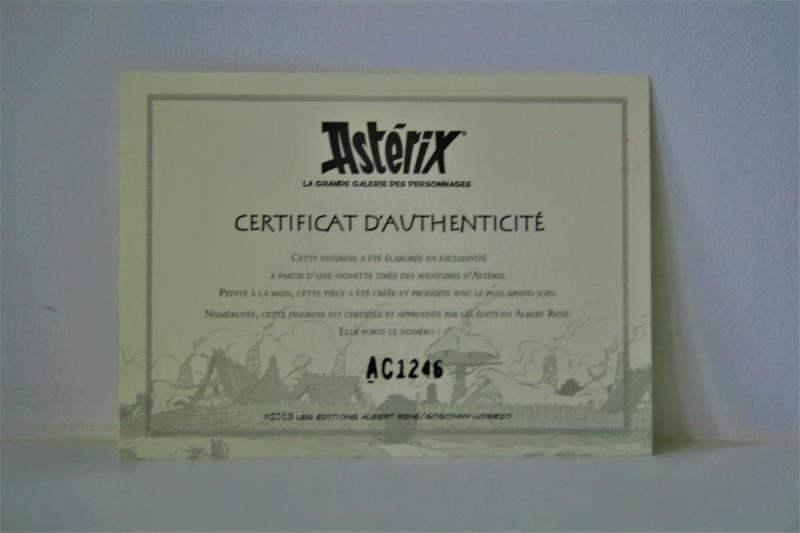 Astérix®
LA GRANDE GALERIE DES PERSONNAGES
CERTIFICAT D'AUTHENTICITÉ
CETTE FIGURINE A ÉTÉ ÉLABORÉE EN EXCLUSIVITÉ
À PARTIR D'UNE VIGNETTE TIRÉE DES AVENTURES D'ASTÉRIX.
PEINTE À LA MAIN, CETTE PIÈCE A ÉTÉ CRÉÉE ET PRODUITE AVEC LE PLUS GRAND SOIN.
NUMÉROTÉE, CETTE FIGURINE EST CERTIFIÉE ET APPROUVÉE PAR LES ÉDITIONS ALBERT RENÉ.
ELLE PORTE LE NUMÉRO :
AC1246
©2013 LES ÉDITIONS ALBERT RENÉ/GOSCINNY-UDERZO